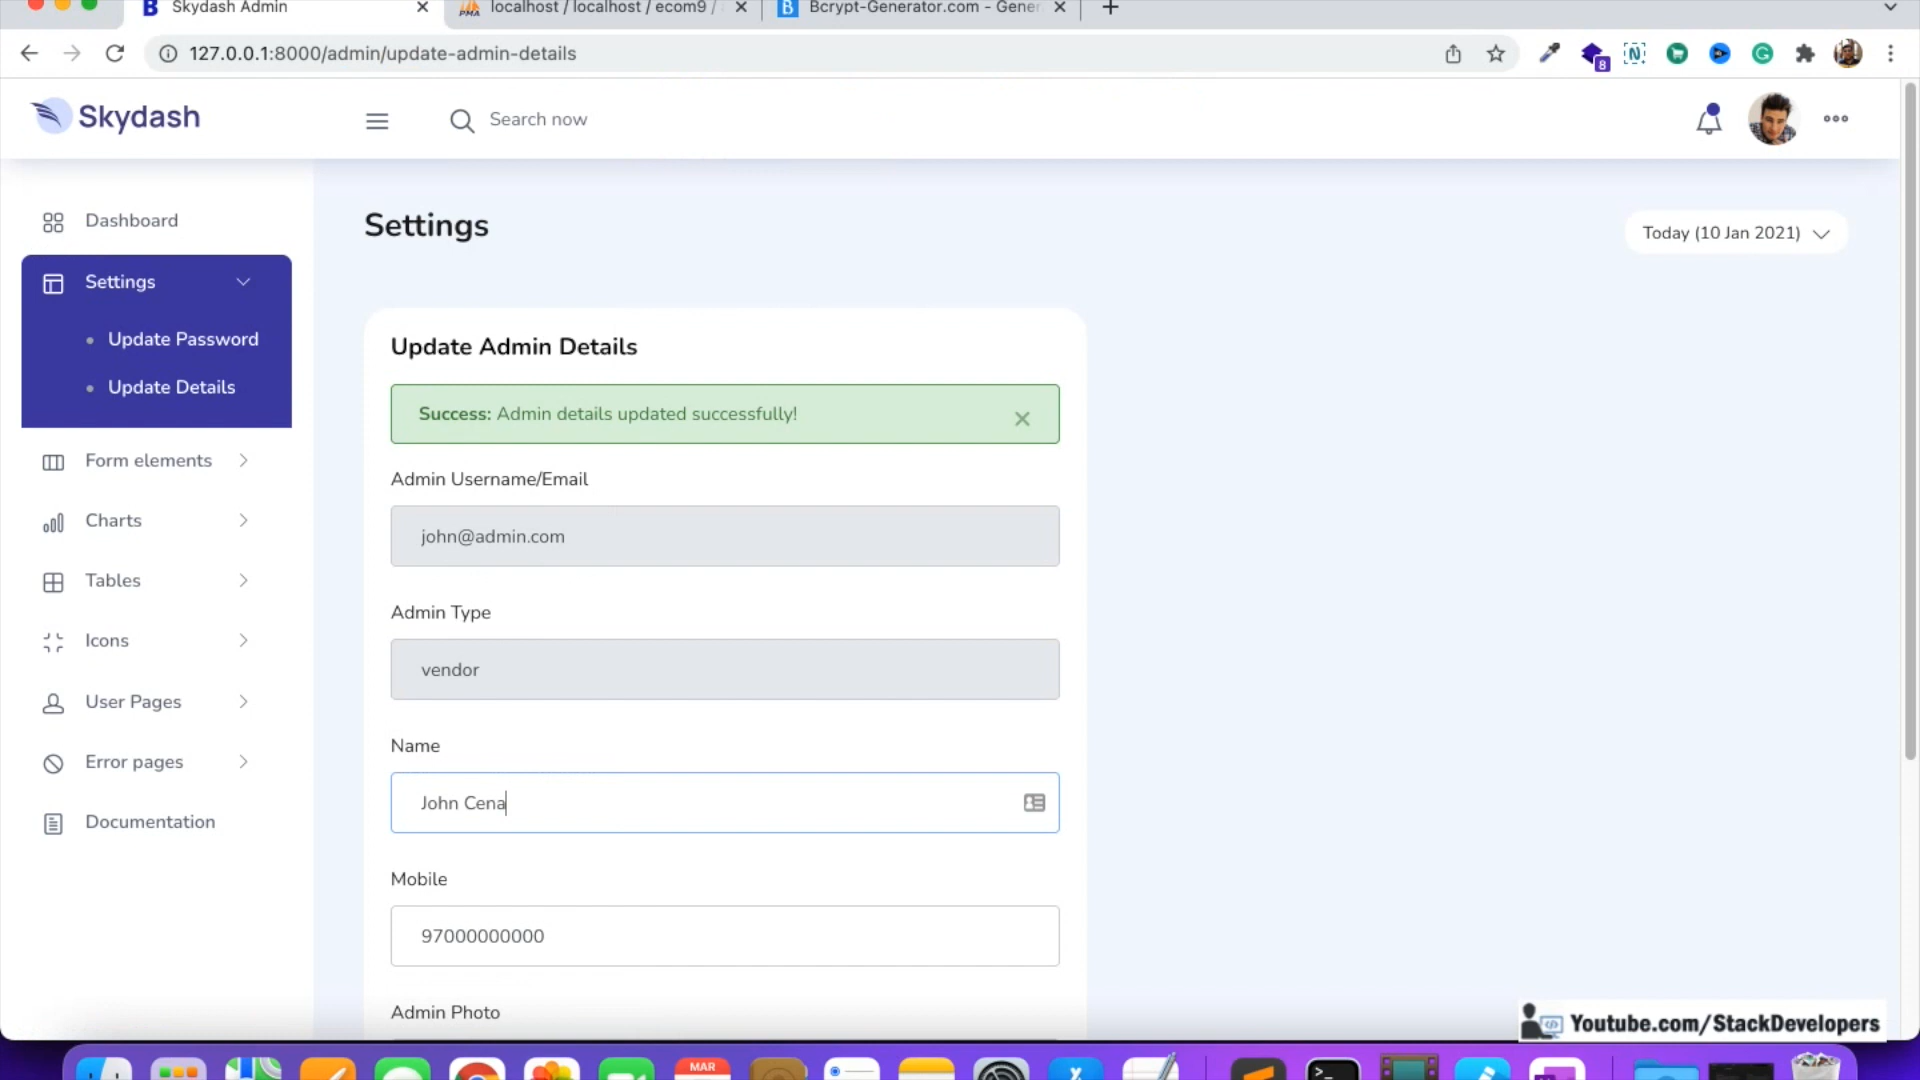 Skydash Admin
localhost / localhost / ecom9 /
Bcrypt-Generator.com - Gener
127.0.0.1:8000/admin/update-admin-details
8
Skydash
Search now
Dashboard
Settings
Update Password
Update Details
Form elements
Charts
Tables
Icons
User Pages
Error pages
Documentation
Settings
Today (10 Jan 2021)
Update Admin Details
Success: Admin details updated successfully!
Admin Username/Email
john@admin.com
Admin Type
vendor
Name
John Cena
Mobile
97000000000
Admin Photo
Youtube.com/StackDevelopers
MAR